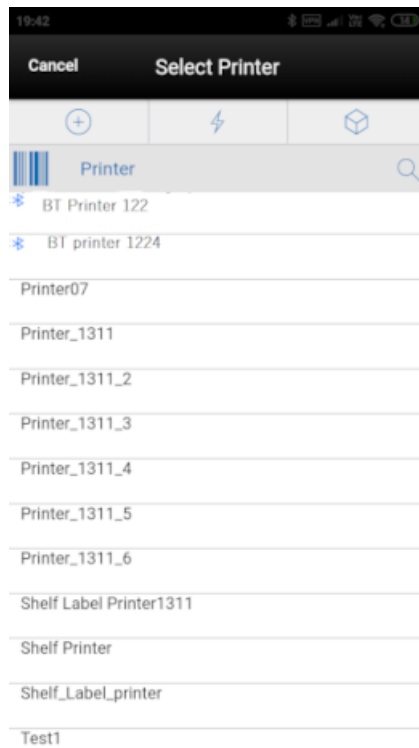 19:42
Cancel Select Printer
Printer
BT Printer 122
BT printer 1224
Printer07
Printer_1311
Printer_1311_2
Printer_1311_3
Printer_1311_4
Printer_1311_5
Printer_1311_6
Shelf Label Printer1311
Shelf Printer
Shelf_Label_printer
Test1